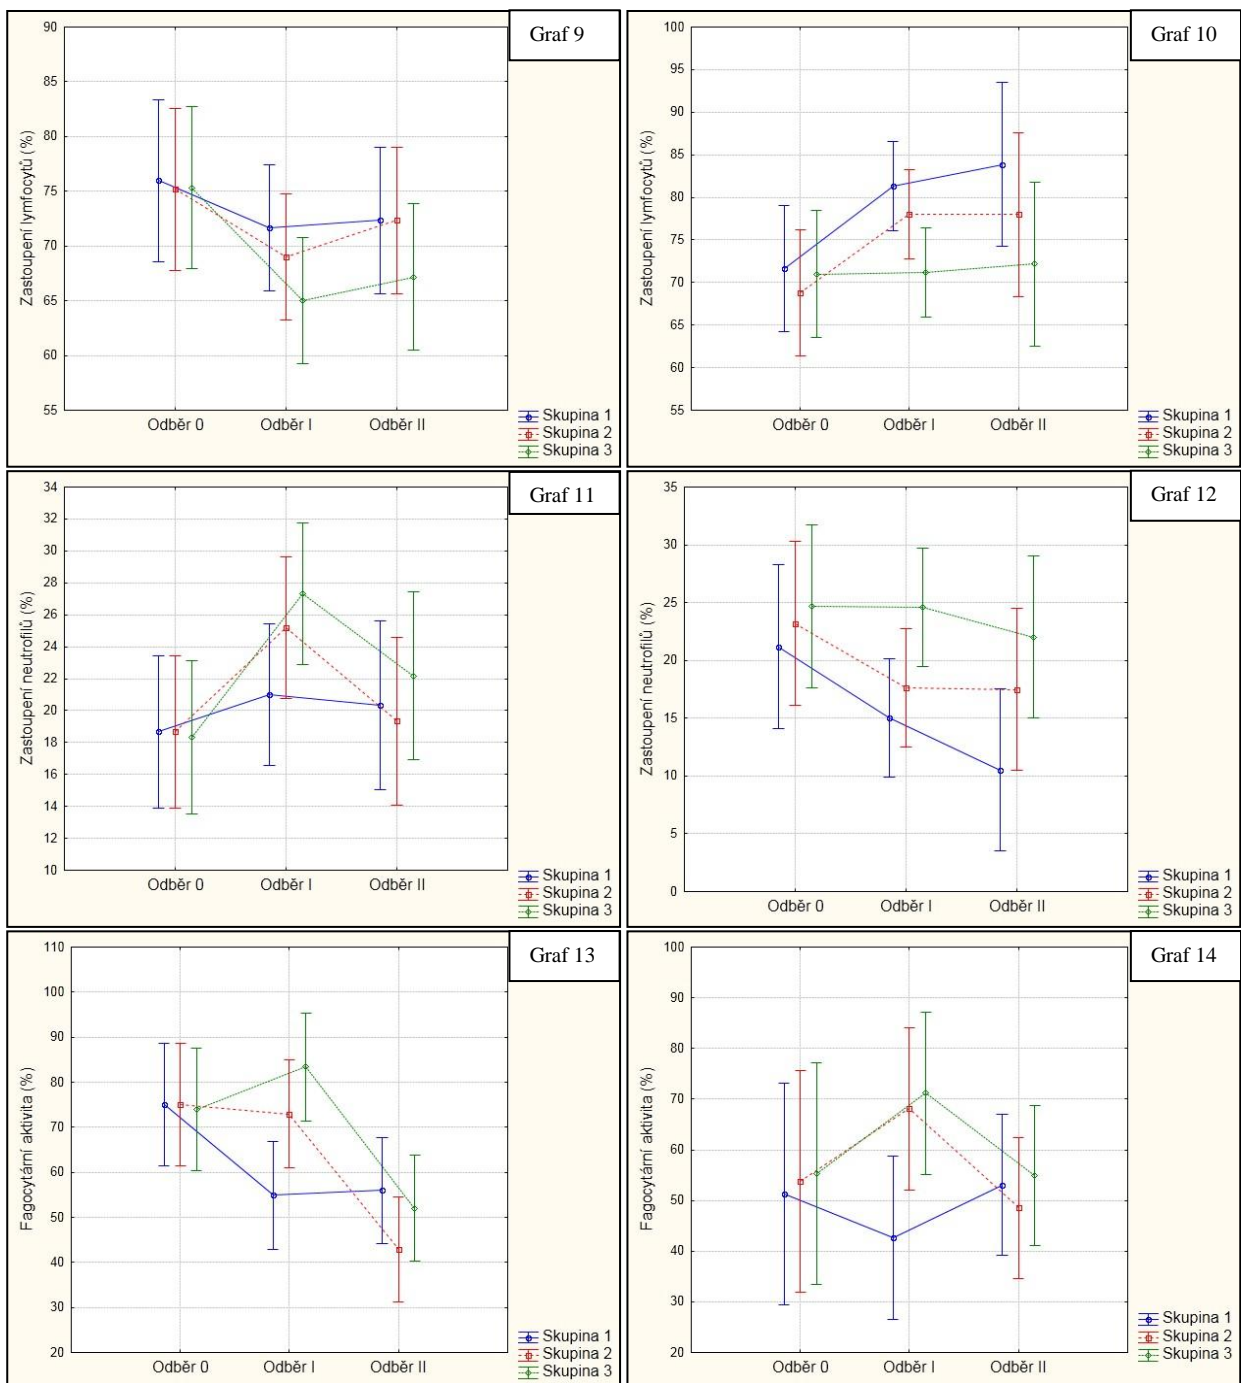 Graf 9
Zastoupení lymfocytů (%)
90
85
80
75
70
65
60
55
Odběr 0
Odběr I
Odběr II
Skupina 1
Skupina 2
Skupina 3
Graf 10
Zastoupení lymfocytů (%)
100
95
90
85
80
75
70
65
60
55
Odběr 0
Odběr I
Odběr II
Skupina 1
Skupina 2
Skupina 3
Graf 11
Zastoupení neutrofilů (%)
34
32
30
28
26
24
22
20
18
16
14
12
10
Odběr 0
Odběr I
Odběr II
Skupina 1
Skupina 2
Skupina 3
Graf 12
Zastoupení neutrofilů (%)
35
30
25
20
15
10
5
0
Odběr 0
Odběr I
Odběr II
Skupina 1
Skupina 2
Skupina 3
Graf 13
Fagocytární aktivita (%)
110
100
90
80
70
60
50
40
30
20
Odběr 0
Odběr I
Odběr II
Skupina 1
Skupina 2
Skupina 3
Graf 14
Fagocytární aktivita (%)
100
90
80
70
60
50
40
30
20
Odběr 0
Odběr I
Odběr II
Skupina 1
Skupina 2
Skupina 3